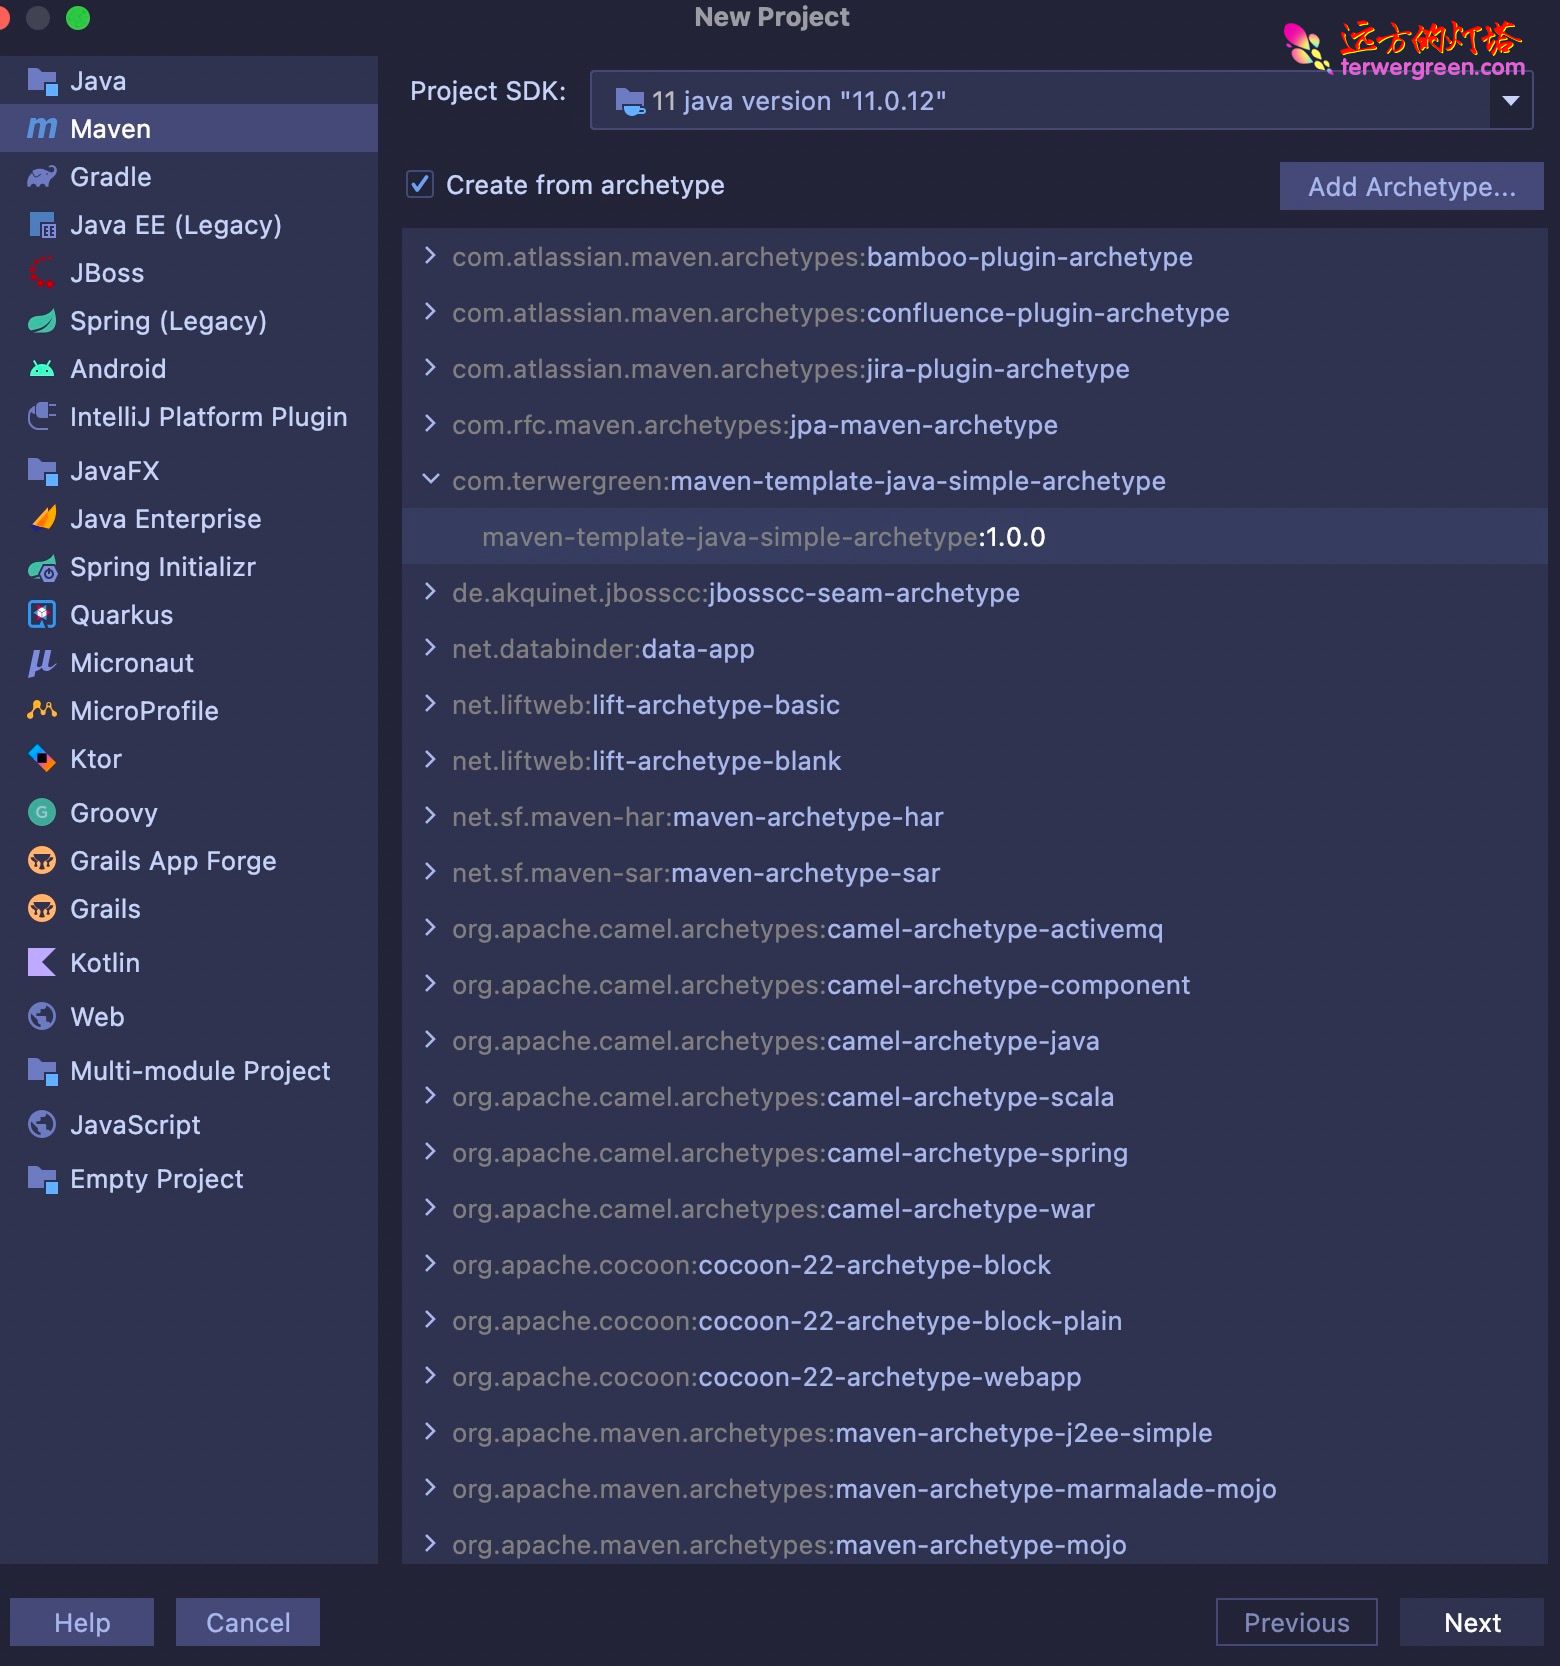 New Project
远方的灯塔
terwergreen.com
Java
Maven
Gradle
Java EE (Legacy)
JBoss
Spring (Legacy)
Android
IntelliJ Platform Plugin
JavaFX
Java Enterprise
Spring Initializr
Quarkus
Micronaut
MicroProfile
Ktor
Groovy
Grails App Forge
Grails
Kotlin
Web
Multi-module Project
JavaScript
Empty Project
Project SDK: 11 java version "11.0.12"
Create from archetype
Add Archetype...
com.atlassian.maven.archetypes:bamboo-plugin-archetype
com.atlassian.maven.archetypes:confluence-plugin-archetype
com.atlassian.maven.archetypes:jira-plugin-archetype
com.rfc.maven.archetypes:jpa-maven-archetype
com.terwergreen:maven-template-java-simple-archetype
maven-template-java-simple-archetype:1.0.0
de.akquinet.jbosscc:jbosscc-seam-archetype
net.databinder:data-app
net.liftweb:lift-archetype-basic
net.liftweb:lift-archetype-blank
net.sf.maven-har:maven-archetype-har
net.sf.maven-sar:maven-archetype-sar
org.apache.camel.archetypes:camel-archetype-activemq
org.apache.camel.archetypes:camel-archetype-component
org.apache.camel.archetypes:camel-archetype-java
org.apache.camel.archetypes:camel-archetype-scala
org.apache.camel.archetypes:camel-archetype-spring
org.apache.camel.archetypes:camel-archetype-war
org.apache.cocoon:cocoon-22-archetype-block
org.apache.cocoon:cocoon-22-archetype-block-plain
org.apache.cocoon:cocoon-22-archetype-webapp
org.apache.maven.archetypes:maven-archetype-j2ee-simple
org.apache.maven.archetypes:maven-archetype-marmalade-mojo
org.apache.maven.archetypes:maven-archetype-mojo
Help
Cancel
Previous
Next